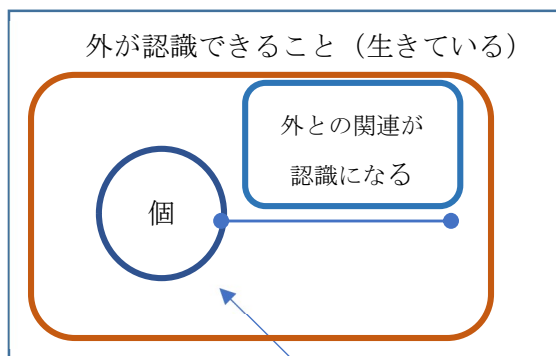 外が認識できること（生きている）
外との関連が
認識になる
個